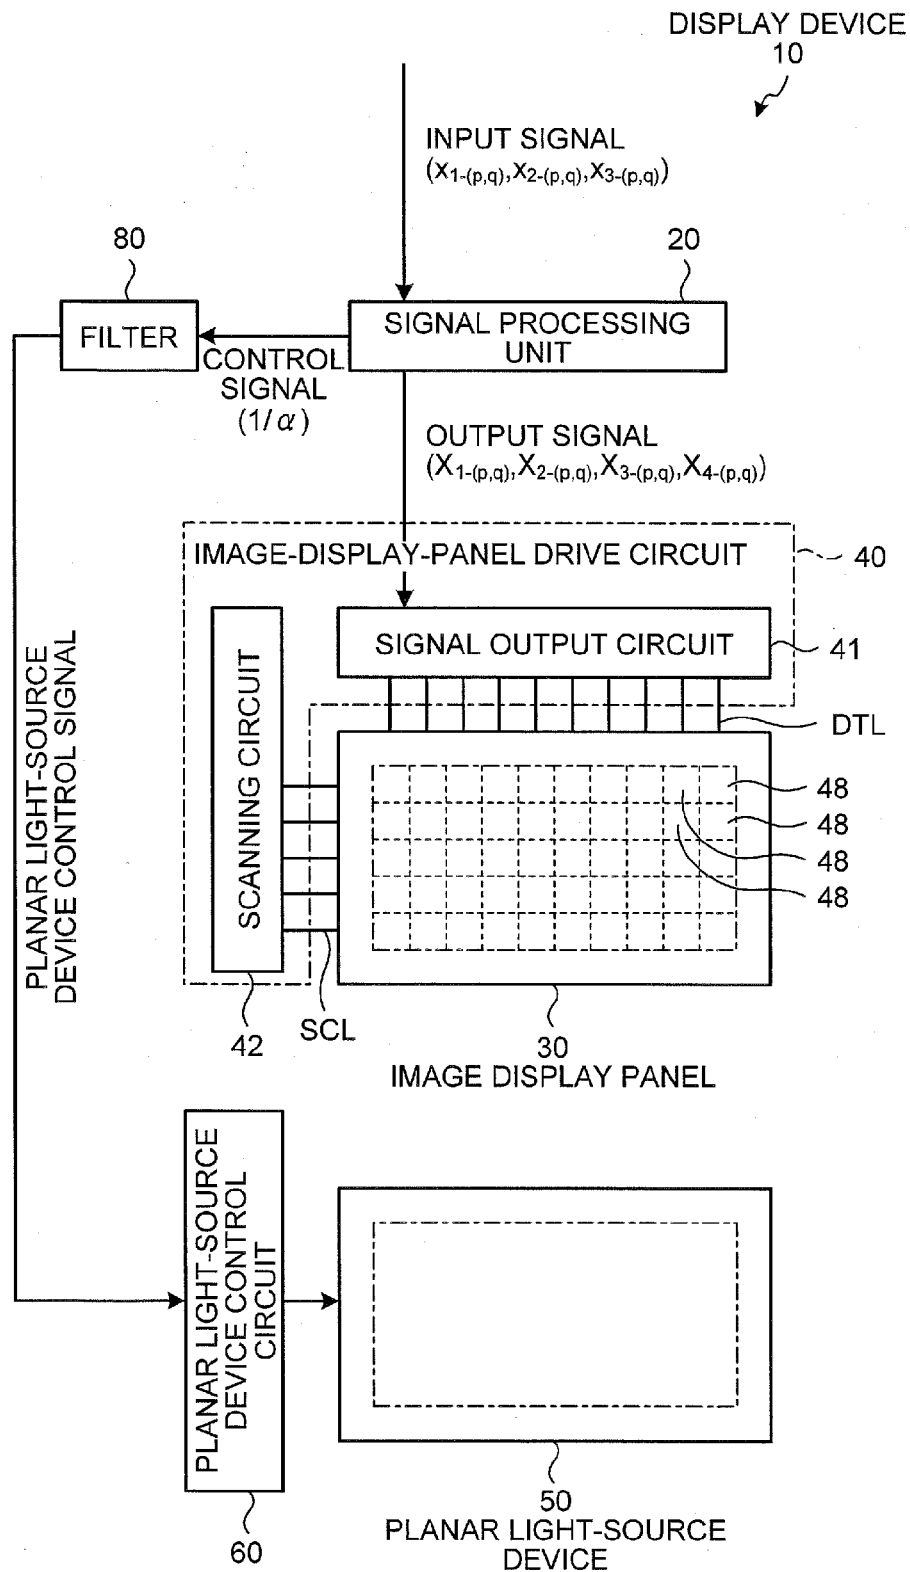 DISPLAY DEVICE
10
INPUT SIGNAL
(x1-(p,q),x2-(p,q),x3-(p,q))
80
20
FILTER
SIGNAL PROCESSING
UNIT
CONTROL
SIGNAL
(1/α)
OUTPUT SIGNAL
(X1-(p,q),X2-(p,q),X3-(p,q),X4-(p,q))
IMAGE-DISPLAY-PANEL DRIVE CIRCUIT
40
SIGNAL OUTPUT CIRCUIT
41
DTL
SCANNING CIRCUIT
PLANAR LIGHT-SOURCE
DEVICE CONTROL SIGNAL
48
48
48
48
42
SCL
30
IMAGE DISPLAY PANEL
PLANAR LIGHT-SOURCE
DEVICE CONTROL
CIRCUIT
60
50
PLANAR LIGHT-SOURCE
DEVICE